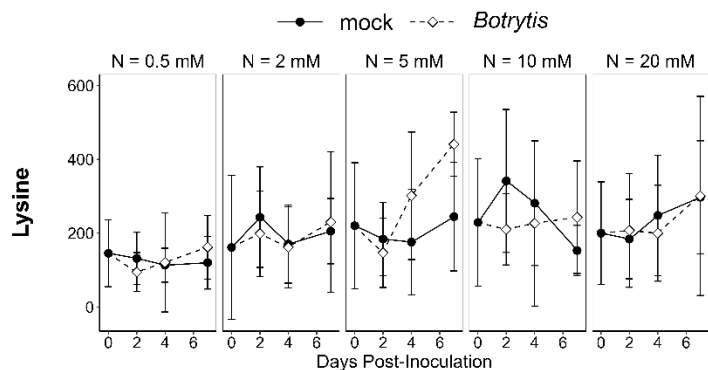 mock Botrytis
N = 0.5 mM N = 2 mM N = 5 mM N = 10 mM N = 20 mM
600
400
200
0
Lysine
0 2 4 6 0 2 4 6 0 2 4 6 0 2 4 6 0 2 4 6
Days Post-Inoculation